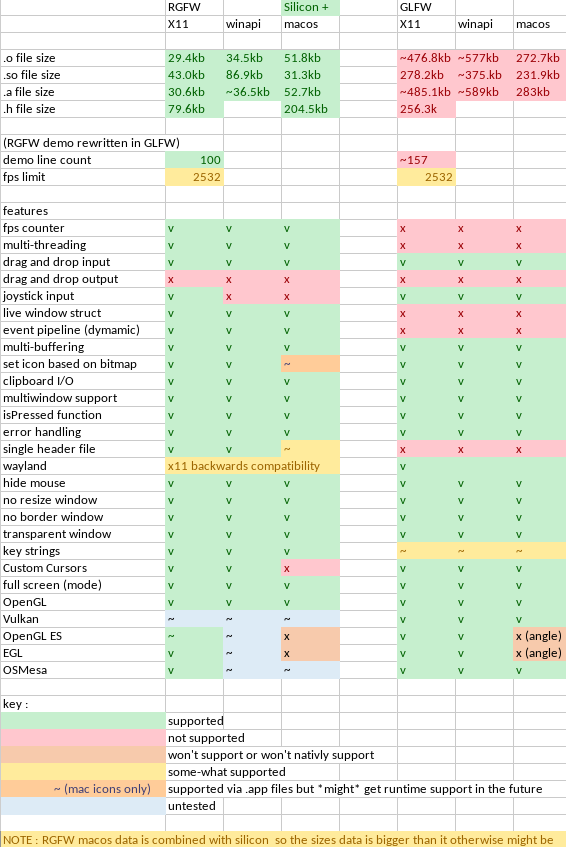 RGFW Silicon + GLFW
X11 winapi macos X11 winapi macos
.o file size 29.4kb 34.5kb 51.8kb ~476.8kb ~577kb 272.7kb
.so file size 43.0kb 86.9kb 31.3kb 278.2kb ~375.kb 231.9kb
.a file size 30.6kb ~36.5kb 52.7kb ~485.1kb ~589kb 283kb
.h file size 79.6kb 204.5kb 256.3k
(RGFW demo rewritten in GLFW)
demo line count 100 ~157
fps limit 2532 2532
features
fps counter v v v x x x
multi-threading v v v x x x
drag and drop input v v v v v v
drag and drop output x x x x x x
joystick input v x x v v v
live window struct v v v x x x
event pipeline (dymamic) v v v x x x
multi-buffering v v v v v v
set icon based on bitmap v v ~ v v v
clipboard I/O v v v v v v
multiwindow support v v v v v v
isPressed function v v v v v v
error handling v v v v v v
single header file v v ~ x x x
wayland x11 backwards compatibility v
hide mouse v v v v v v
no resize window v v v v v v
no border window v v v v v v
transparent window v v v v v v
key strings v v v ~ ~ ~
Custom Cursors v v x v v v
full screen (mode) v v v v v v
OpenGL v v v v v v
Vulkan ~ ~ ~ v v v
OpenGL ES ~ ~ x v v x (angle)
EGL v ~ x v v x (angle)
OSMesa v ~ ~ v v v
key :
supported
not supported
won't support or won't nativly support
some-what supported
~ (mac icons only) supported via .app files but *might* get runtime support in the future
untested
NOTE : RGFW macos data is combined with silicon so the sizes data is bigger than it otherwise might be